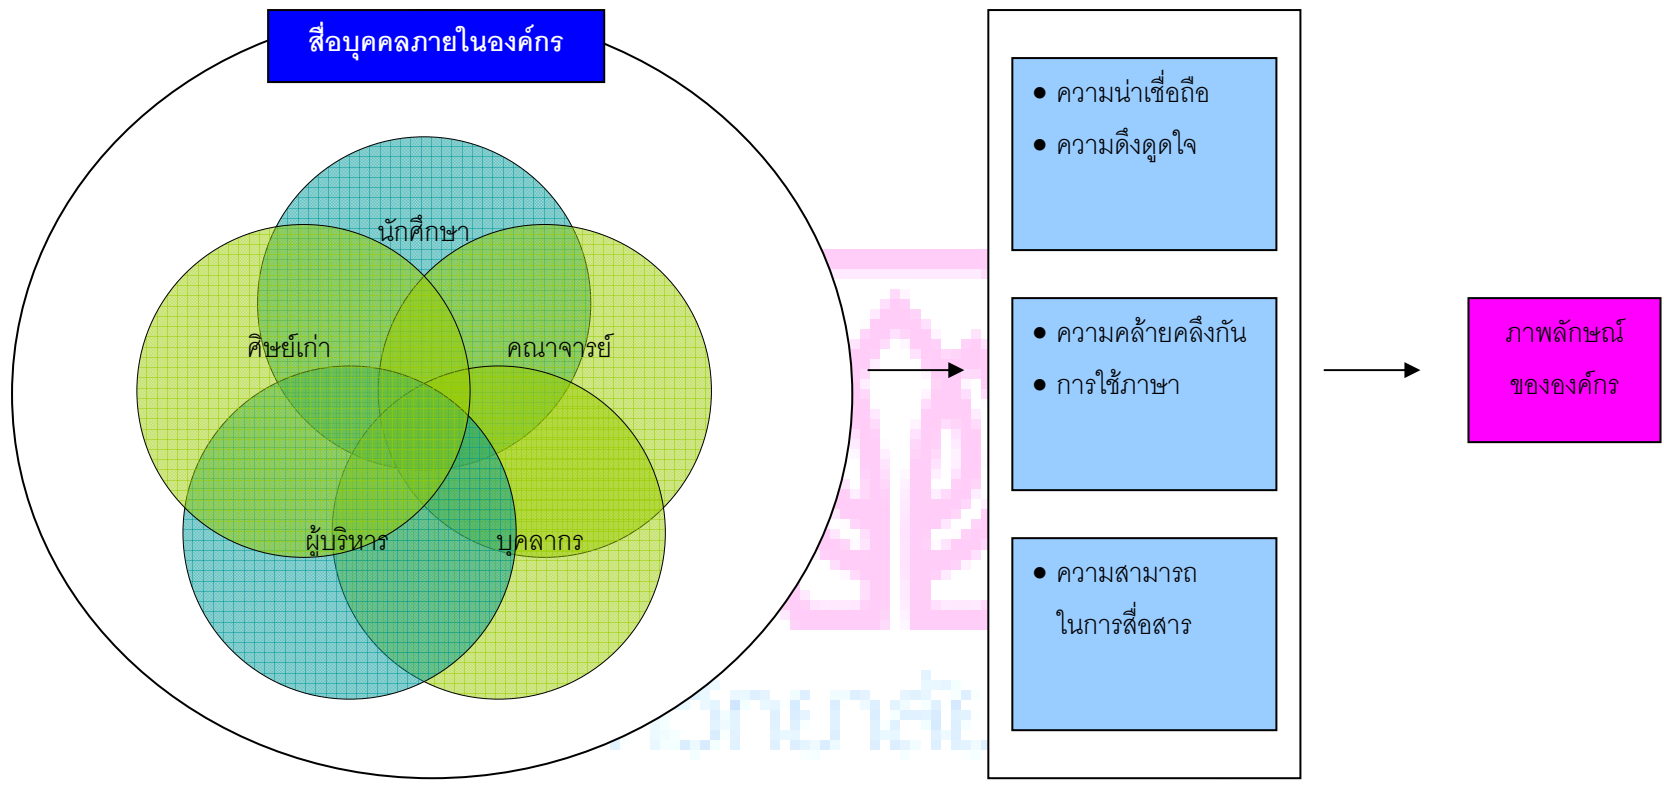 สื่อบุคคลภายในองค์กร
นักศึกษา
ศิษย์เก่า
คณาจารย์
ผู้บริหาร
บุคลากร
• ความน่าเชื่อถือ
• ความดึงดูดใจ
• ความคล้ายคลึงกัน
• การใช้ภาษา
• ความสามารถ
ในการสื่อสาร
ภาพลักษณ์
ขององค์กร